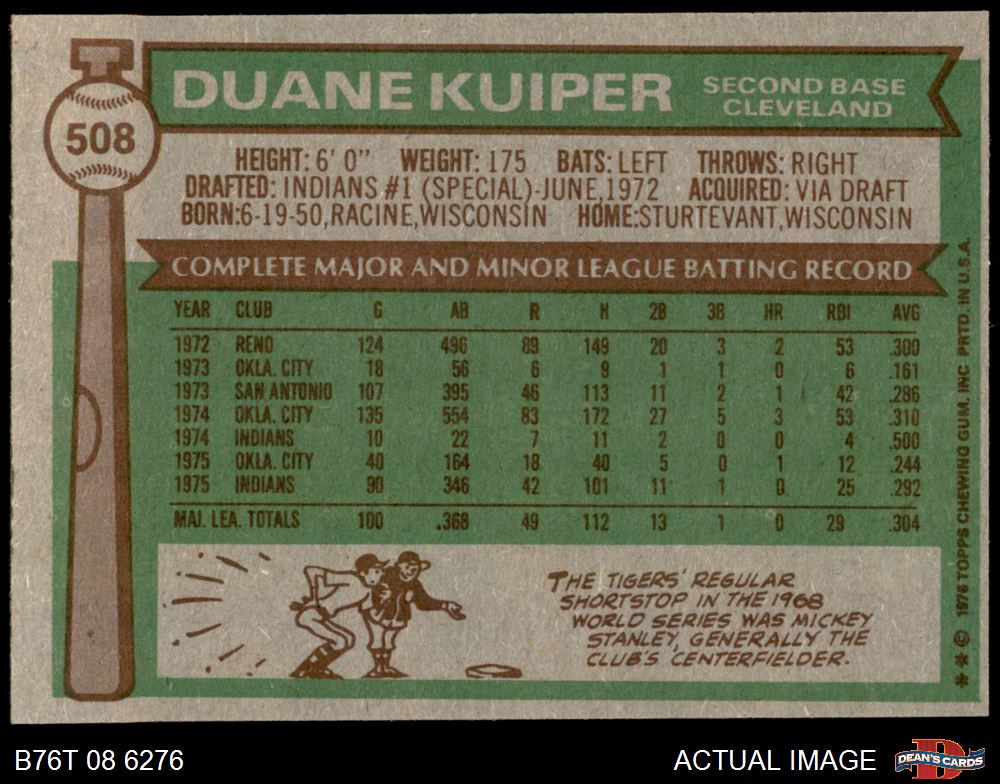 508
DUANE KUIPER
SECOND BASE
CLEVELAND
HEIGHT: 6' 0" WEIGHT: 175 BATS: LEFT THROWS: RIGHT
DRAFTED: INDIANS #1 (SPECIAL)-JUNE,1972 ACQUIRED: VIA DRAFT
BORN:6-19-50,RACINE,WISCONSIN HOME:STURTEVANT,WISCONSIN
COMPLETE MAJOR AND MINOR LEAGUE BATTING RECORD
YEAR CLUB G AB R H 2B 3B HR RBI AVG
1972 RENO 124 496 89 149 20 3 2 53 .300
1973 OKLA. CITY 18 56 6 9 1 1 0 6 .161
1973 SAN ANTONIO 107 395 46 113 11 2 1 42 .286
1974 OKLA. CITY 135 554 83 172 27 5 3 53 .310
1974 INDIANS 10 22 7 11 2 0 0 4 .500
1975 OKLA. CITY 40 164 18 40 5 0 1 12 .244
1975 INDIANS 90 346 42 101 11 1 0 25 .292
MAJ. LEA. TOTALS 100 .368 49 112 13 1 0 29 .304
THE TIGERS' REGULAR
SHORTSTOP IN THE 1968
WORLD SERIES WAS MICKEY
STANLEY, GENERALLY THE
CLUB'S CENTERFIELDER.
** © 1976 TOPPS CHEWING GUM, INC PRTD. IN U.S.A.
B76T 08 6276
ACTUAL IMAGE
DEAN'S CARDS